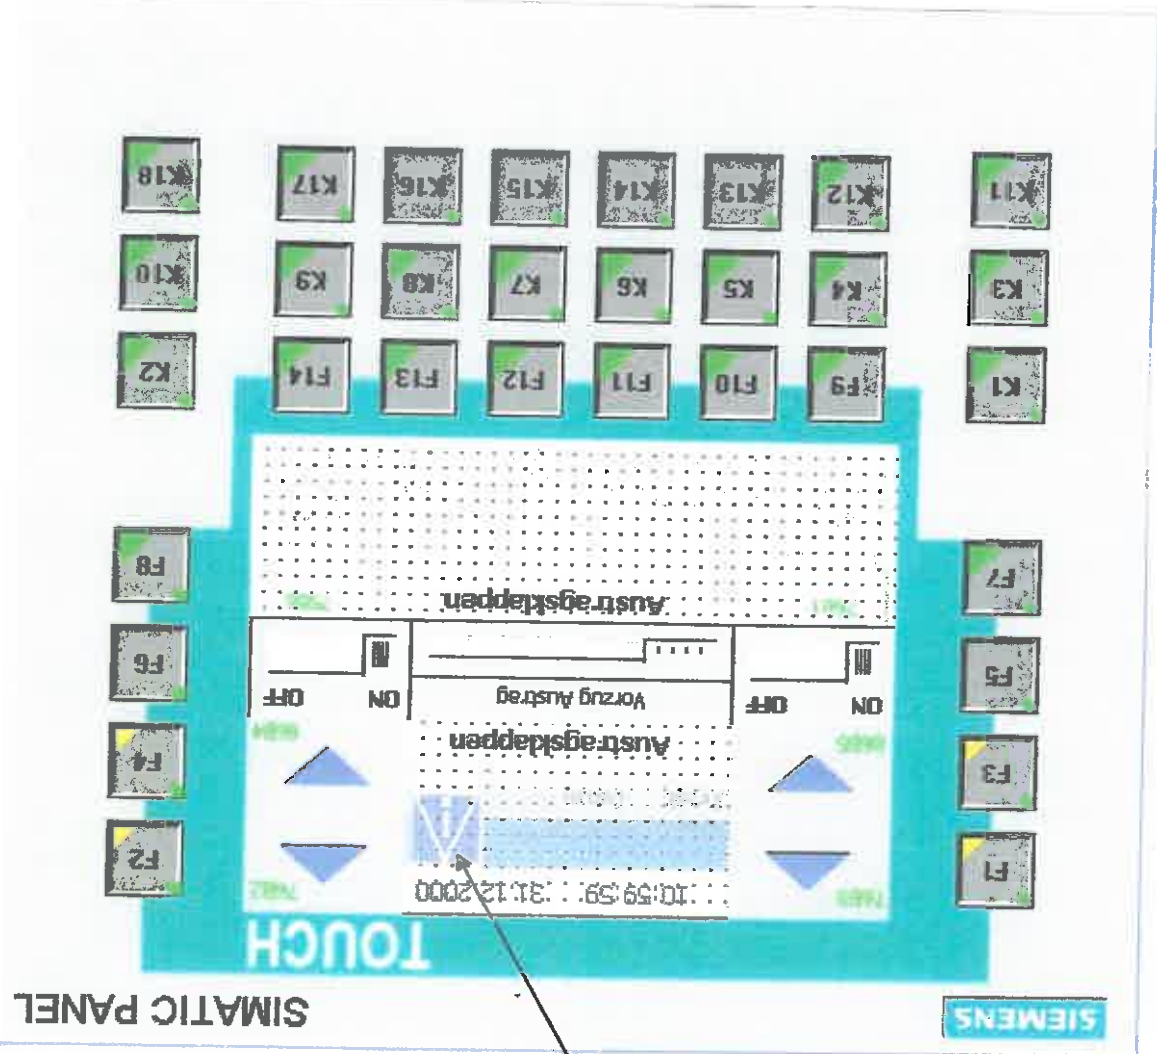 SIEMENS SIMATIC PANEL
TOUCH
10:59:59 31.12.2000
F1 F2
F3 F4
Austragsklappen
ON OFF Vorzug Austrag ON OFF
F5 F6
Austragsklappen
F7 F8
K1 F9 F10 F11 F12 F13 F14 K2
K3 K4 K5 K6 K7 K8 K9 K10
K11 K12 K13 K14 K15 K16 K17 K18